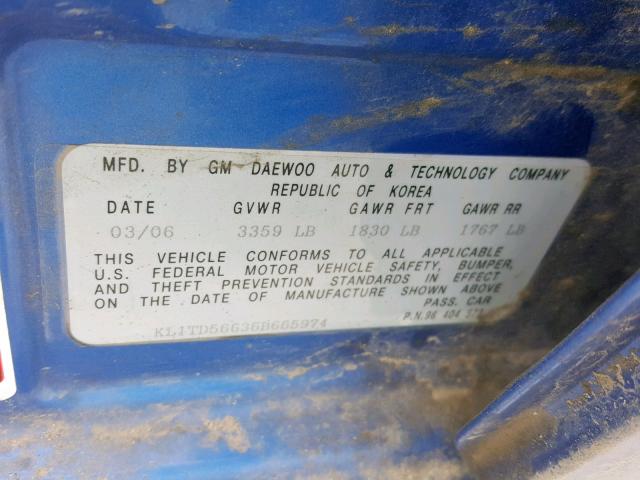 MFD. BY GM DAEWOO AUTO & TECHNOLOGY COMPANY
REPUBLIC OF KOREA
DATE GVWR GAWR FRT GAWR RR
03/06 3359 LB 1830 LB 1767 LB
THIS VEHICLE CONFORMS TO ALL APPLICABLE
U.S. FEDERAL MOTOR VEHICLE SAFETY, BUMPER,
AND THEFT PREVENTION STANDARDS IN EFFECT
ON THE DATE OF MANUFACTURE SHOWN ABOVE
PASS. CAR
KL1TD56636B665974
P.N.96 404